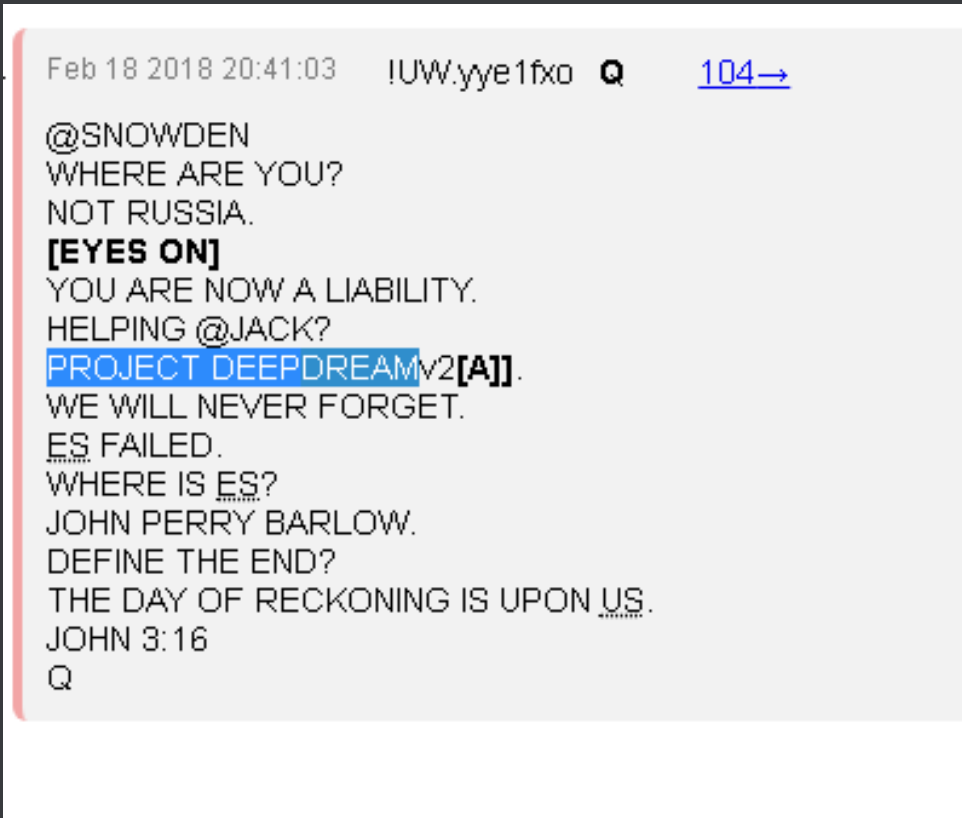 Feb 18 2018 20:41:03 !UW.yye1fxo Q 104→
@SNOWDEN
WHERE ARE YOU?
NOT RUSSIA.
[EYES ON]
YOU ARE NOW A LIABILITY.
HELPING @JACK?
PROJECT DEEPDREAMv2[A]].
WE WILL NEVER FORGET.
ES FAILED.
WHERE IS ES?
JOHN PERRY BARLOW.
DEFINE THE END?
THE DAY OF RECKONING IS UPON US.
JOHN 3:16
Q